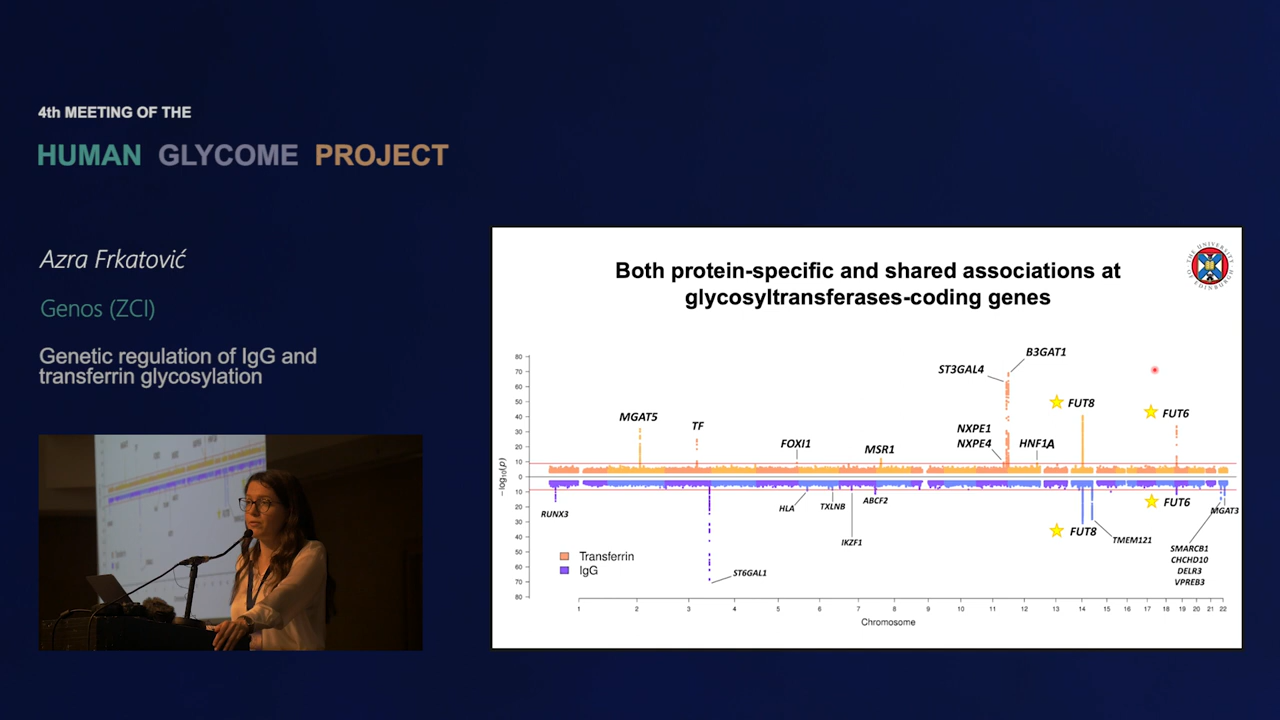 4th MEETING OF THE
HUMAN GLYCOME PROJECT
Azra Frkatović
Genos (ZCI)
Genetic regulation of IgG and
transferrin glycosylation
Both protein-specific and shared associations at
glycosyltransferases-coding genes
THE UNIVERSITY OF EDINBURGH
B3GAT1
ST3GAL4
FUT8
FUT6
MGAT5
TF
NXPE1
NXPE4
FOXI1
MSR1
HNF1A
80
70
60
50
40
30
20
10
0
10
20
30
40
50
60
70
80
−log10(p)
RUNX3
HLA
TXLNB
ABCF2
IKZF1
ST6GAL1
FUT8
TMEM121
FUT6
MGAT3
SMARCB1
CHCHD10
DELR3
VPREB3
Transferrin
IgG
1 2 3 4 5 6 7 8 9 10 11 12 13 14 15 16 17 18 19 20 21 22
Chromosome